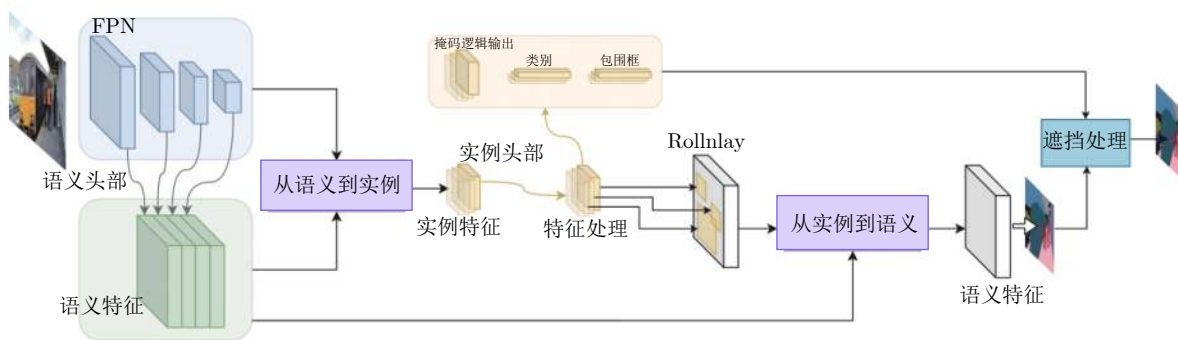 FPN
语义头部
语义特征
从语义到实例
掩码逻辑输出
类别
包围框
实例头部
实例特征
特征处理
Rollnlay
从实例到语义
语义特征
遮挡处理